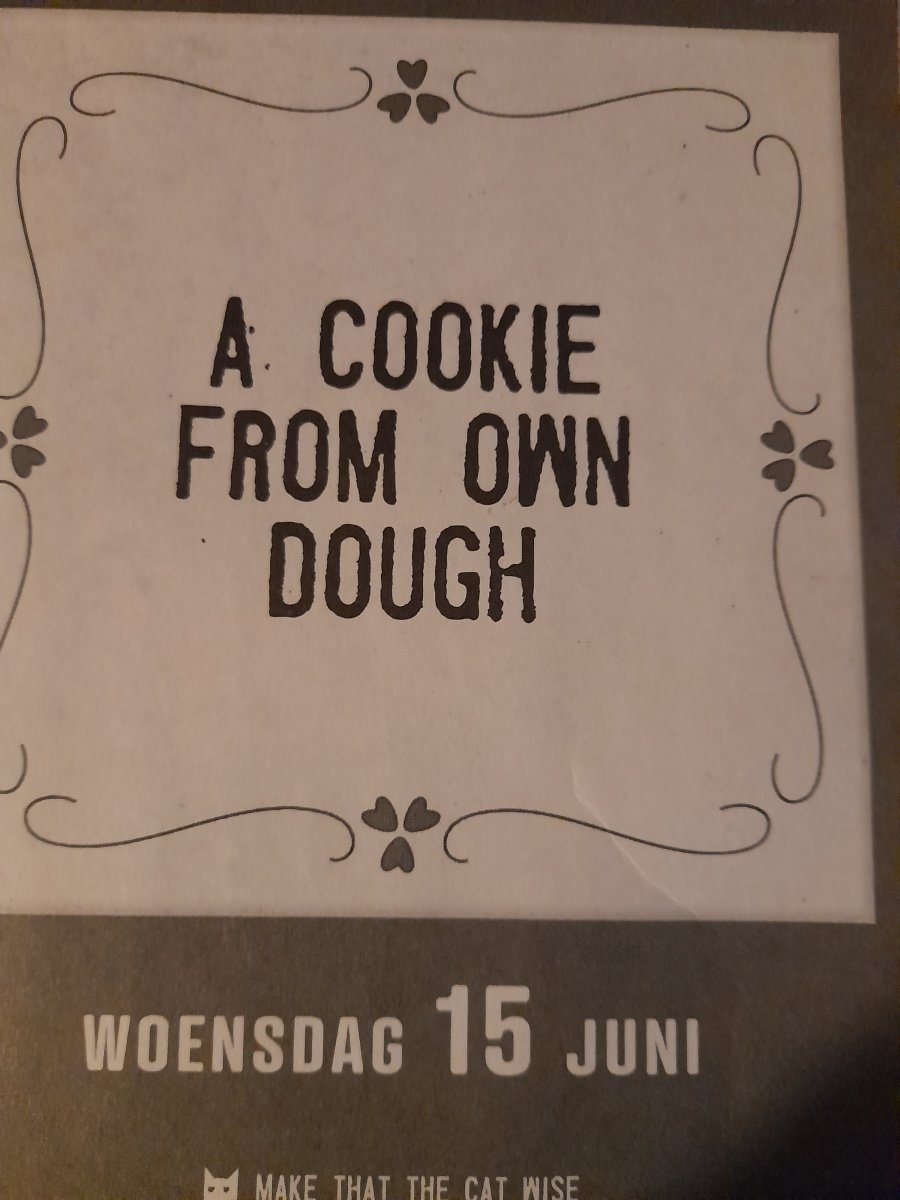 A COOKIE
FROM OWN
DOUGH
WOENSDAG 15 JUNI
MAKE THAT THE CAT WISE